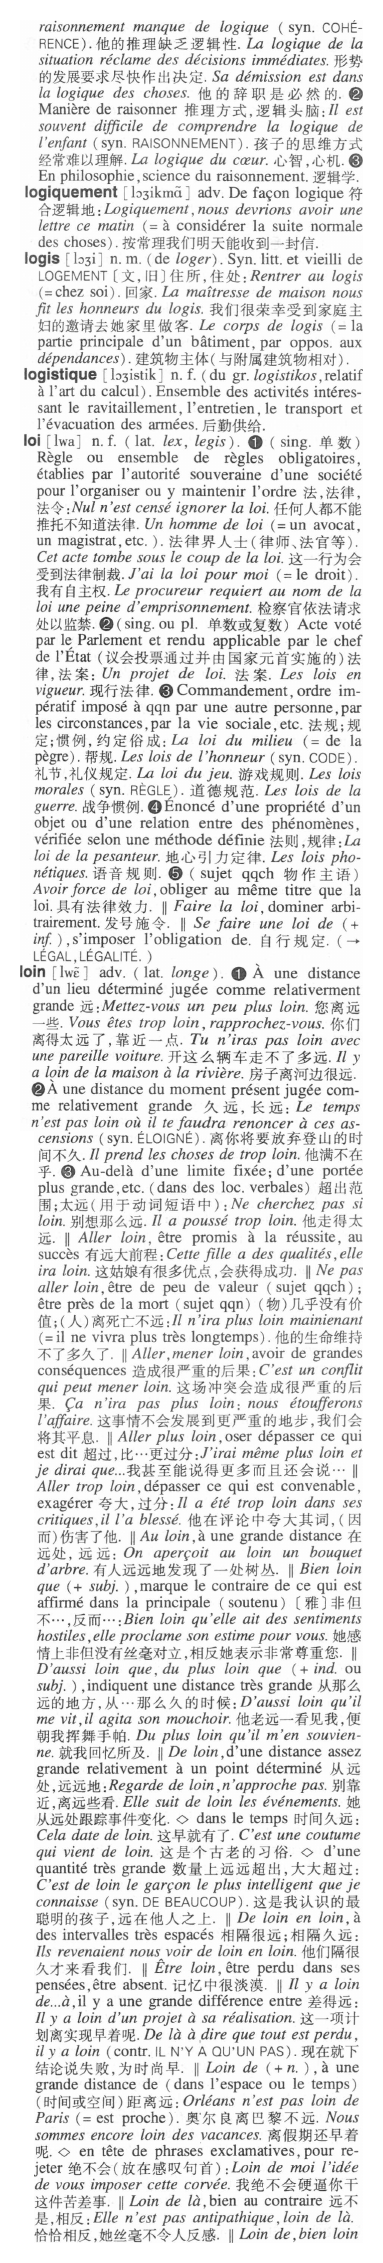 raisonnement manque de logique (syn. COHÉ-
RENCE). 他的推理缺乏逻辑性. La logique de la
situation réclame des décisions immédiates. 形势
的发展要求尽快作出决定. Sa démission est dans
la logique des choses. 他的辞职是必然的. ❷
Manière de raisonner 推理方式,逻辑头脑:Il est
souvent difficile de comprendre la logique de
l'enfant (syn. RAISONNEMENT). 孩子的思维方式
经常难以理解. La logique du cœur. 心智,心机. ❸
En philosophie, science du raisonnement. 逻辑学.
logiquement [lɔʒikmɑ̃] adv. De façon logique 符
合逻辑地:Logiquement, nous devrions avoir une
lettre ce matin (= à considérer la suite normale
des choses). 按常理我们明天能收到一封信.
logis [lɔʒi] n. m. (de loger). Syn. litt. et vieilli de
LOGEMENT〔文,旧〕住所,住处:Rentrer au logis
(=chez soi). 回家. La maîtresse de maison nous
fit les honneurs du logis. 我们很荣幸受到家庭主
妇的邀请去她家里做客. Le corps de logis (= la
partie principale d'un bâtiment, par oppos. aux
dépendances). 建筑物主体(与附属建筑物相对).
logistique [lɔʒistik] n. f. (du gr. logistikos, relatif
à l'art du calcul). Ensemble des activités intéres-
sant le ravitaillement, l'entretien, le transport et
l'évacuation des armées. 后勤供给.
loi [lwa] n. f. (lat. lex, legis). ❶ (sing. 单数)
Règle ou ensemble de règles obligatoires,
établies par l'autorité souveraine d'une société
pour l'organiser ou y maintenir l'ordre 法,法律,
法令:Nul n'est censé ignorer la loi. 任何人都不能
推托不知道法律. Un homme de loi (= un avocat,
un magistrat, etc.). 法律界人士(律师、法官等).
Cet acte tombe sous le coup de la loi. 这一行为会
受到法律制裁. J'ai la loi pour moi (= le droit).
我有自主权. Le procureur requiert au nom de la
loi une peine d'emprisonnement. 检察官依法请求
处以监禁. ❷ (sing. ou pl. 单数或复数) Acte voté
par le Parlement et rendu applicable par le chef
de l'État (议会投票通过并由国家元首实施的)法
律,法案: Un projet de loi. 法案. Les lois en
vigueur. 现行法律. ❸ Commandement, ordre im-
pératif imposé à qqn par une autre personne, par
les circonstances, par la vie sociale, etc. 法规;规
定;惯例,约定俗成: La loi du milieu (= de la
pègre). 帮规. Les lois de l'honneur (syn. CODE).
礼节,礼仪规定. La loi du jeu. 游戏规则. Les lois
morales (syn. RÈGLE). 道德规范. Les lois de la
guerre. 战争惯例. ❹ Énoncé d'une propriété d'un
objet ou d'une relation entre des phénomènes,
vérifiée selon une méthode définie 法则,规律:La
loi de la pesanteur. 地心引力定律. Les lois pho-
nétiques. 语音规则. ❺ (sujet qqch 物作主语)
Avoir force de loi, obliger au même titre que la
loi. 具有法律效力. ‖ Faire la loi, dominer arbi-
trairement. 发号施令. ‖ Se faire une loi de (+
inf.), s'imposer l'obligation de. 自行规定. (→
LÉGAL, LÉGALITÉ.)
loin [lwɛ̃] adv. (lat. longe). ❶ À une distance
d'un lieu déterminé jugée comme relativerment
grande 远:Mettez-vous un peu plus loin. 您离远
一些. Vous êtes trop loin, rapprochez-vous. 你们
离得太远了,靠近一点. Tu n'iras pas loin avec
une pareille voiture. 开这么辆车走不了多远. Il y
a loin de la maison à la rivière. 房子离河边很远.
❷ À une distance du moment présent jugée com-
me relativement grande 久远,长远: Le temps
n'est pas loin où il te faudra renoncer à ces as-
censions (syn. ÉLOIGNÉ). 离你将要放弃登山的时
间不久. Il prend les choses de trop loin. 他满不在
乎. ❸ Au-delà d'une limite fixée; d'une portée
plus grande, etc. (dans des loc. verbales) 超出范
围;太远(用于动词短语中): Ne cherchez pas si
loin. 别想那么远. Il a poussé trop loin. 他走得太
远. ‖ Aller loin, être promis à la réussite, au
succès 有远大前程:Cette fille a des qualités, elle
ira loin. 这姑娘有很多优点,会获得成功. ‖ Ne pas
aller loin, être de peu de valeur (sujet qqch);
être près de la mort (sujet qqn) (物)几乎没有价
值;(人)离死亡不远:Il n'ira plus loin mainienant
(=il ne vivra plus très longtemps). 他的生命维持
不了多久了. ‖ Aller, mener loin, avoir de grandes
conséquences 造成很严重的后果:C'est un conflit
qui peut mener loin. 这场冲突会造成很严重的后
果. Ça n'ira pas plus loin: nous étoufferons
l'affaire. 这事情不会发展到更严重的地步,我们会
将其平息. ‖ Aller plus loin, oser dépasser ce qui
est dit 超过,比…更过分:J'irai même plus loin et
je dirai que...我甚至能说得更多而且还会说… ‖
Aller trop loin, dépasser ce qui est convenable,
exagérer 夸大,过分:Il a été trop loin dans ses
critiques, il l'a blessé. 他在评论中夸大其词,(因
而)伤害了他. ‖ Au loin, à une grande distance 在
远处,远远: On aperçoit au loin un bouquet
d'arbre. 有人远远地发现了一处树丛. ‖ Bien loin
que (+ subj.), marque le contraire de ce qui est
affirmé dans la principale (soutenu)〔雅〕非但
不…,反而…:Bien loin qu'elle ait des sentiments
hostiles, elle proclame son estime pour vous. 她感
情上非但没有丝毫对立,相反她表示非常尊重您. ‖
D'aussi loin que, du plus loin que (+ ind. ou
subj.), indiquent une distance très grande 从那么
远的地方,从…那么久的时候:D'aussi loin qu'il
me vit, il agita son mouchoir. 他老远一看见我,便
朝我挥舞手帕. Du plus loin qu'il m'en souvien-
ne. 就我回忆所及. ‖ De loin, d'une distance assez
grande relativement à un point déterminé 从远
处,远远地:Regarde de loin, n'approche pas. 别靠
近,离远些看. Elle suit de loin les événements. 她
从远处跟踪事件变化. ◇ dans le temps 时间久远:
Cela date de loin. 这早就有了. C'est une coutume
qui vient de loin. 这是个古老的习俗. ◇ d'une
quantité très grande 数量上远远超出,大大超过:
C'est de loin le garçon le plus intelligent que je
connaisse (syn. DE BEAUCOUP). 这是我认识的最
聪明的孩子,远在他人之上. ‖ De loin en loin, à
des intervalles très espacés 相隔很远;相隔久远:
Ils revenaient nous voir de loin en loin. 他们隔很
久才来看我们. ‖ Être loin, être perdu dans ses
pensées, être absent. 记忆中很淡漠. ‖ Il y a loin
de...à, il y a une grande différence entre 差得远:
Il y a loin d'un projet à sa réalisation. 这一项计
划离实现早着呢. De là à dire que tout est perdu,
il y a loin (contr. IL N'Y A QU'UN PAS). 现在就下
结论说失败,为时尚早. ‖ Loin de (+ n.), à une
grande distance de (dans l'espace ou le temps)
(时间或空间)距离远:Orléans n'est pas loin de
Paris (= est proche). 奥尔良离巴黎不远. Nous
sommes encore loin des vacances. 离假期还早着
呢. ◇ en tête de phrases exclamatives, pour re-
jeter 绝不会(放在感叹句首):Loin de moi l'idée
de vous imposer cette corvée. 我绝不会硬逼你干
这件苦差事. ‖ Loin de là, bien au contraire 远不
是,相反:Elle n'est pas antipathique, loin de là.
恰恰相反,她丝毫不令人反感. ‖ Loin de, bien loin